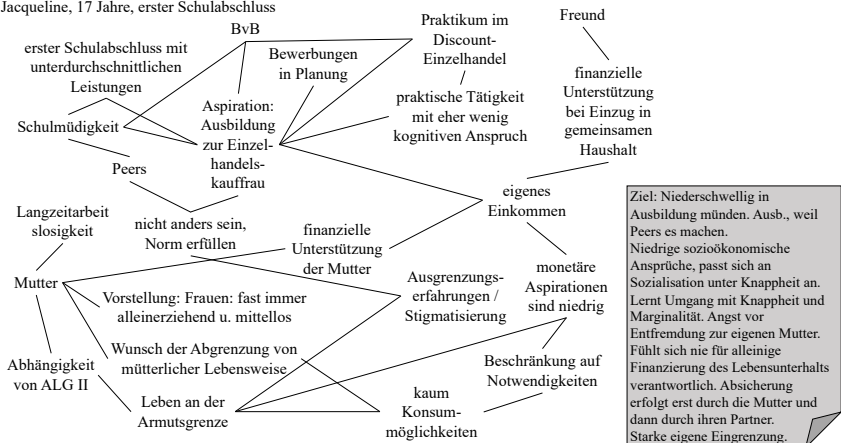 Jacqueline, 17 Jahre, erster Schulabschluss
BvB
erster Schulabschluss mit
unterdurchschnittlichen
Leistungen
Bewerbungen
in Planung
Praktikum im
Discount-
Einzelhandel
Freund
finanzielle
Unterstützung
bei Einzug in
gemeinsamen
Haushalt
Schulmüdigkeit
Aspiration:
Ausbildung
zur Einzel-
handels-
kauffrau
praktische Tätigkeit
mit eher wenig
kognitiven Anspruch
Peers
eigenes
Einkommen
Langzeitarbeit
slosigkeit
nicht anders sein,
Norm erfüllen
finanzielle
Unterstützung
der Mutter
Mutter
Vorstellung: Frauen: fast immer
alleinerziehend u. mittellos
Ausgrenzungs-
erfahrungen /
Stigmatisierung
monetäre
Aspirationen
sind niedrig
Abhängigkeit
von ALG II
Wunsch der Abgrenzung von
mütterlicher Lebensweise
Beschränkung auf
Notwendigkeiten
Leben an der
Armutsgrenze
kaum
Konsum-
möglichkeiten
Ziel: Niederschwellig in
Ausbildung münden. Ausb., weil
Peers es machen.
Niedrige sozioökonomische
Ansprüche, passt sich an
Sozialisation unter Knappheit an.
Lernt Umgang mit Knappheit und
Marginalität. Angst vor
Entfremdung zur eigenen Mutter.
Fühlt sich nie für alleinige
Finanzierung des Lebensunterhalts
verantwortlich. Absicherung
erfolgt erst durch die Mutter und
dann durch ihren Partner.
Starke eigene Eingrenzung.